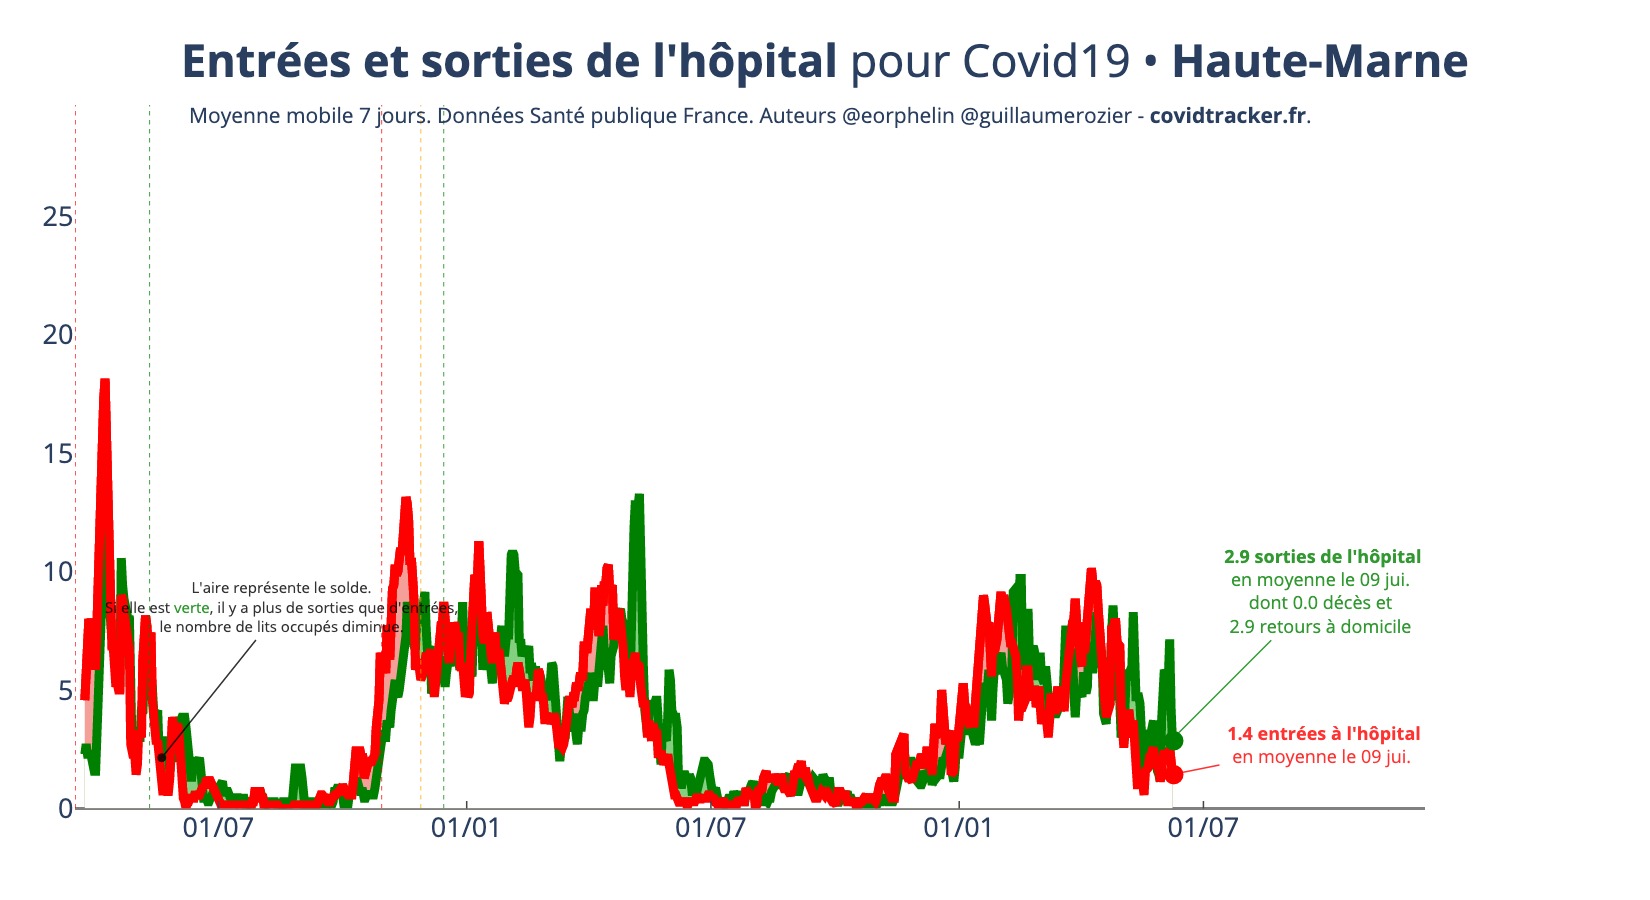 Entrées et sorties de l'hôpital pour Covid19 • Haute-Marne
Moyenne mobile 7 jours. Données Santé publique France. Auteurs @eorphelin @guillaumerozier - covidtracker.fr.
25
20
15
10
5
0
L'aire représente le solde.
Si elle est verte, il y a plus de sorties que d'entrées,
le nombre de lits occupés diminue.
2.9 sorties de l'hôpital
en moyenne le 09 jui.
dont 0.0 décès et
2.9 retours à domicile
1.4 entrées à l'hôpital
en moyenne le 09 jui.
01/07
01/01
01/07
01/01
01/07